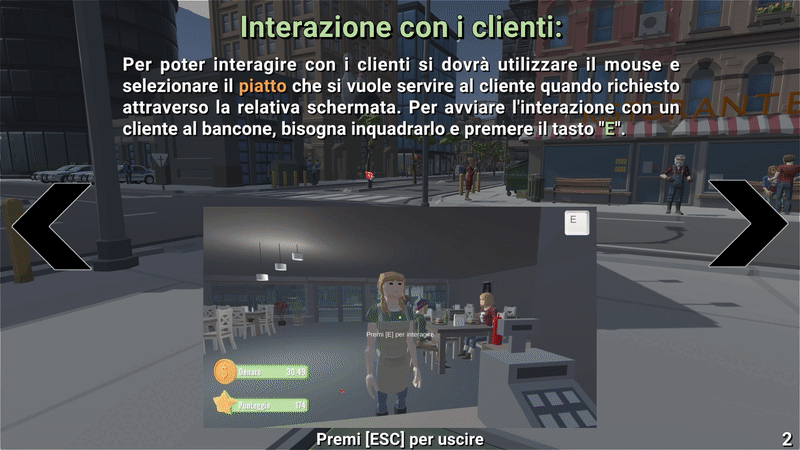 Interazione con i clienti:
Per poter interagire con i clienti si dovrà utilizzare il mouse e
selezionare il piatto che si vuole servire al cliente quando richiesto
attraverso la relativa schermata. Per avviare l'interazione con un
cliente al bancone, bisogna inquadrarlo e premere il tasto "E".
E
Premi [E] per interagire
Denaro 30.49
Punteggio 174
Premi [ESC] per uscire
2